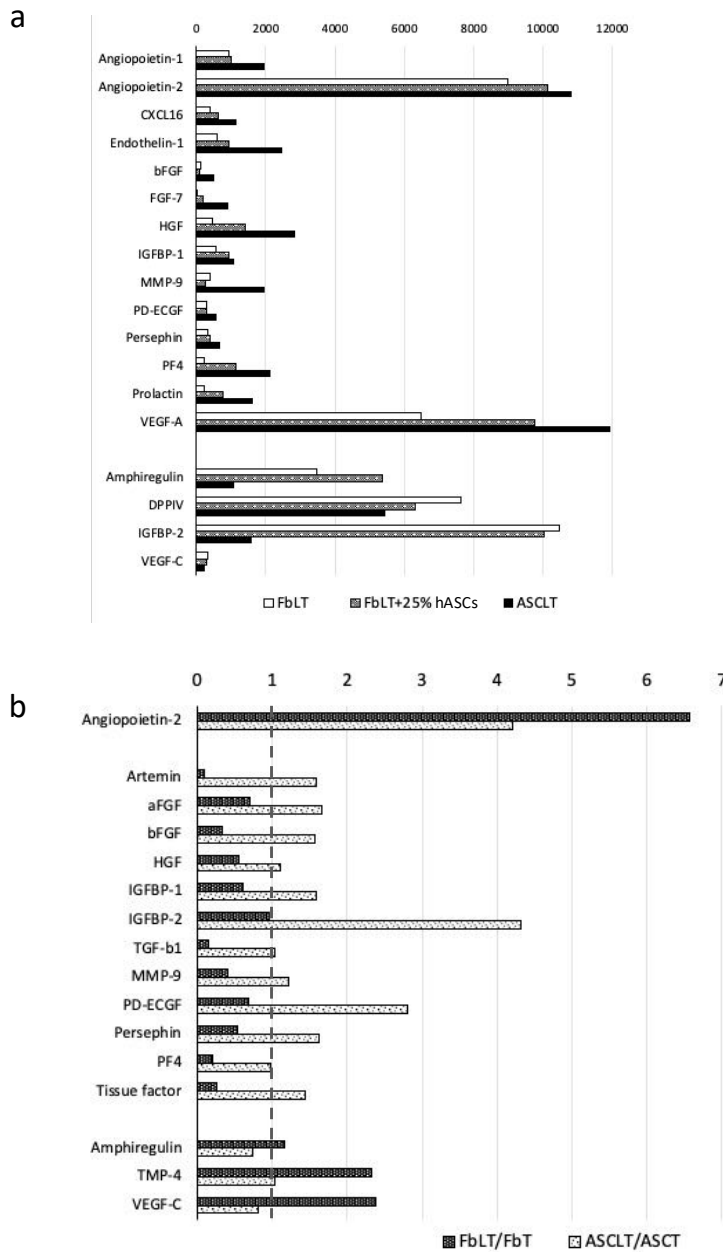 a
0 2000 4000 6000 8000 10000 12000
Angiopoietin-1
Angiopoietin-2
CXCL16
Endothelin-1
bFGF
FGF-7
HGF
IGFBP-1
MMP-9
PD-ECGF
Persephin
PF4
Prolactin
VEGF-A
Amphiregulin
DPPIV
IGFBP-2
VEGF-C
FbLT FbLT+25% hASCs ASCLT
b
0 1 2 3 4 5 6 7
Angiopoietin-2
Artemin
aFGF
bFGF
HGF
IGFBP-1
IGFBP-2
TGF-b1
MMP-9
PD-ECGF
Persephin
PF4
Tissue factor
Amphiregulin
TMP-4
VEGF-C
FbLT/FbT ASCLT/ASCT